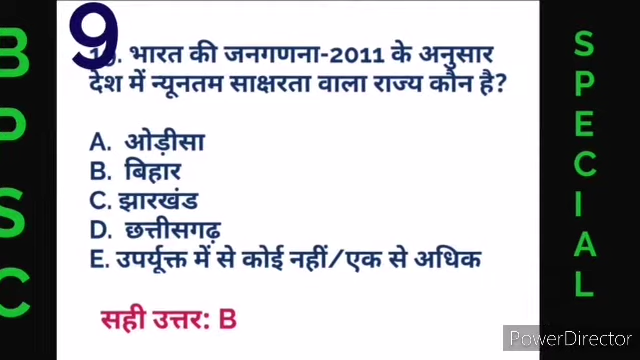 9
भारत की जनगणना-2011 के अनुसार
देश में न्यूनतम साक्षरता वाला राज्य कौन है?
A. ओड़ीसा
B. बिहार
C. झारखंड
D. छत्तीसगढ़
E. उपर्यूक्त में से कोई नहीं/एक से अधिक
सही उत्तर: B
B
P
S
C
S
P
E
C
I
A
L
PowerDirector